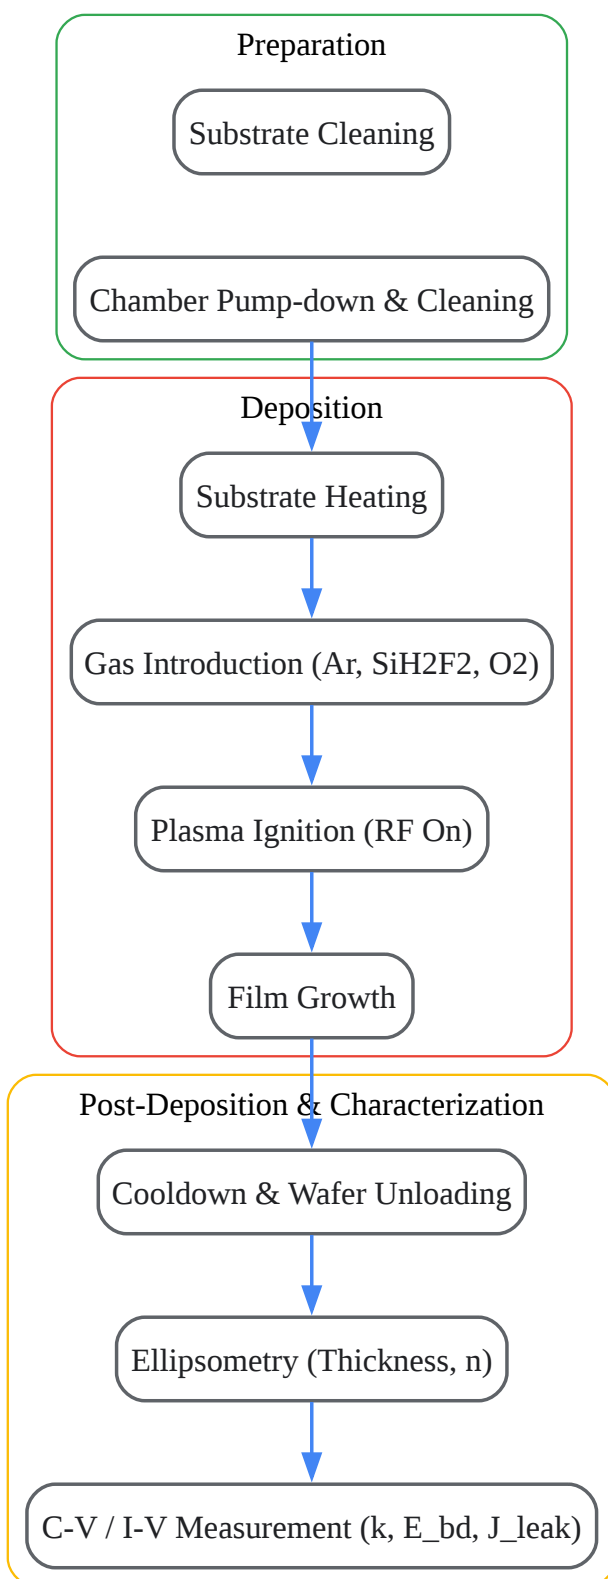 Preparation
Substrate Cleaning
Chamber Pump-down & Cleaning
Deposition
Substrate Heating
Gas Introduction (Ar, SiH2F2, O2)
Plasma Ignition (RF On)
Film Growth
Post-Deposition & Characterization
Cooldown & Wafer Unloading
Ellipsometry (Thickness, n)
C-V / I-V Measurement (k, E_bd, J_leak)